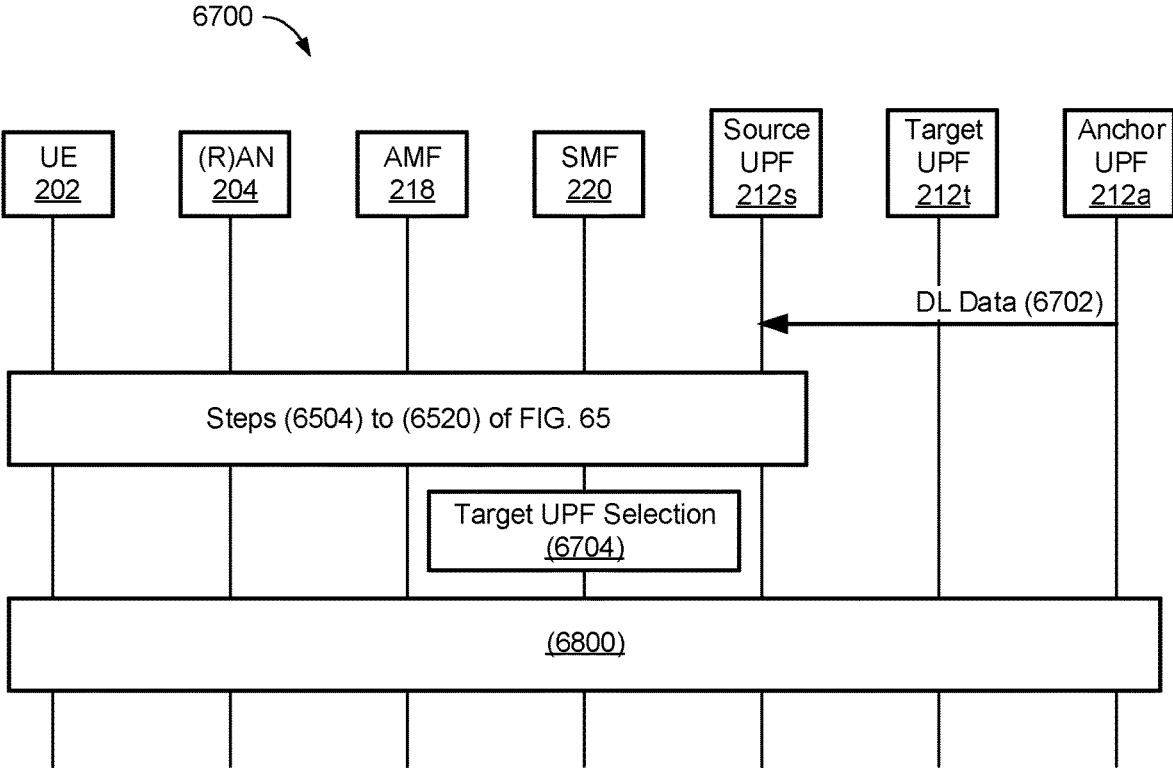 6700
UE
202
(R)AN
204
AMF
218
SMF
220
Source
UPF
212s
Target
UPF
212t
Anchor
UPF
212a
DL Data (6702)
Steps (6504) to (6520) of FIG. 65
Target UPF Selection
(6704)
(6800)